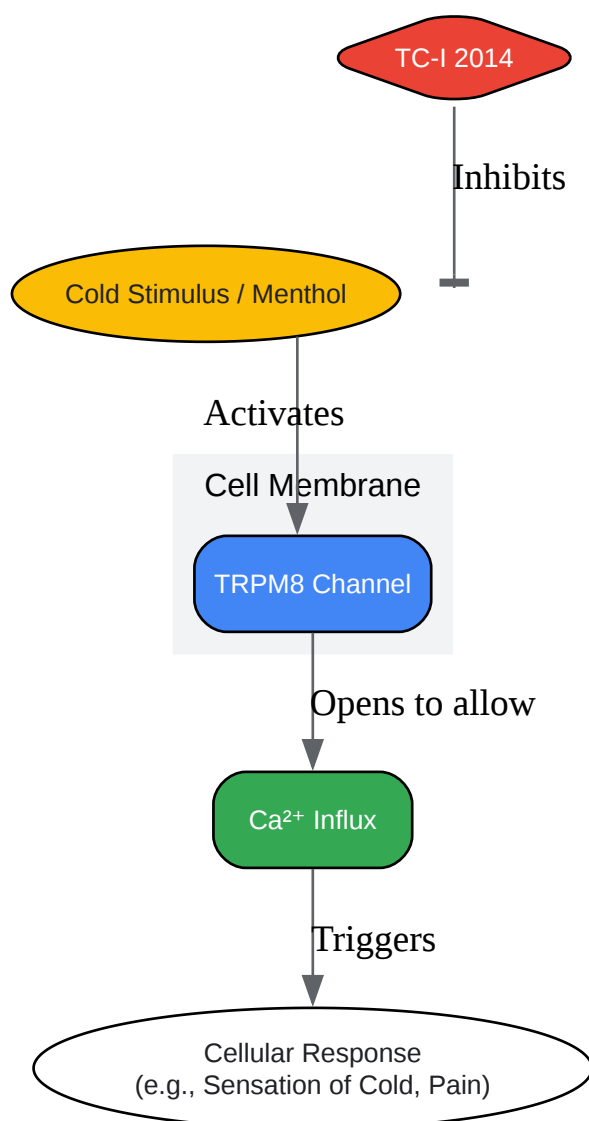 TC-I 2014
Inhibits
Cold Stimulus / Menthol
Activates
Cell Membrane
TRPM8 Channel
Opens to allow
Ca²⁺ Influx
Triggers
Cellular Response
(e.g., Sensation of Cold, Pain)